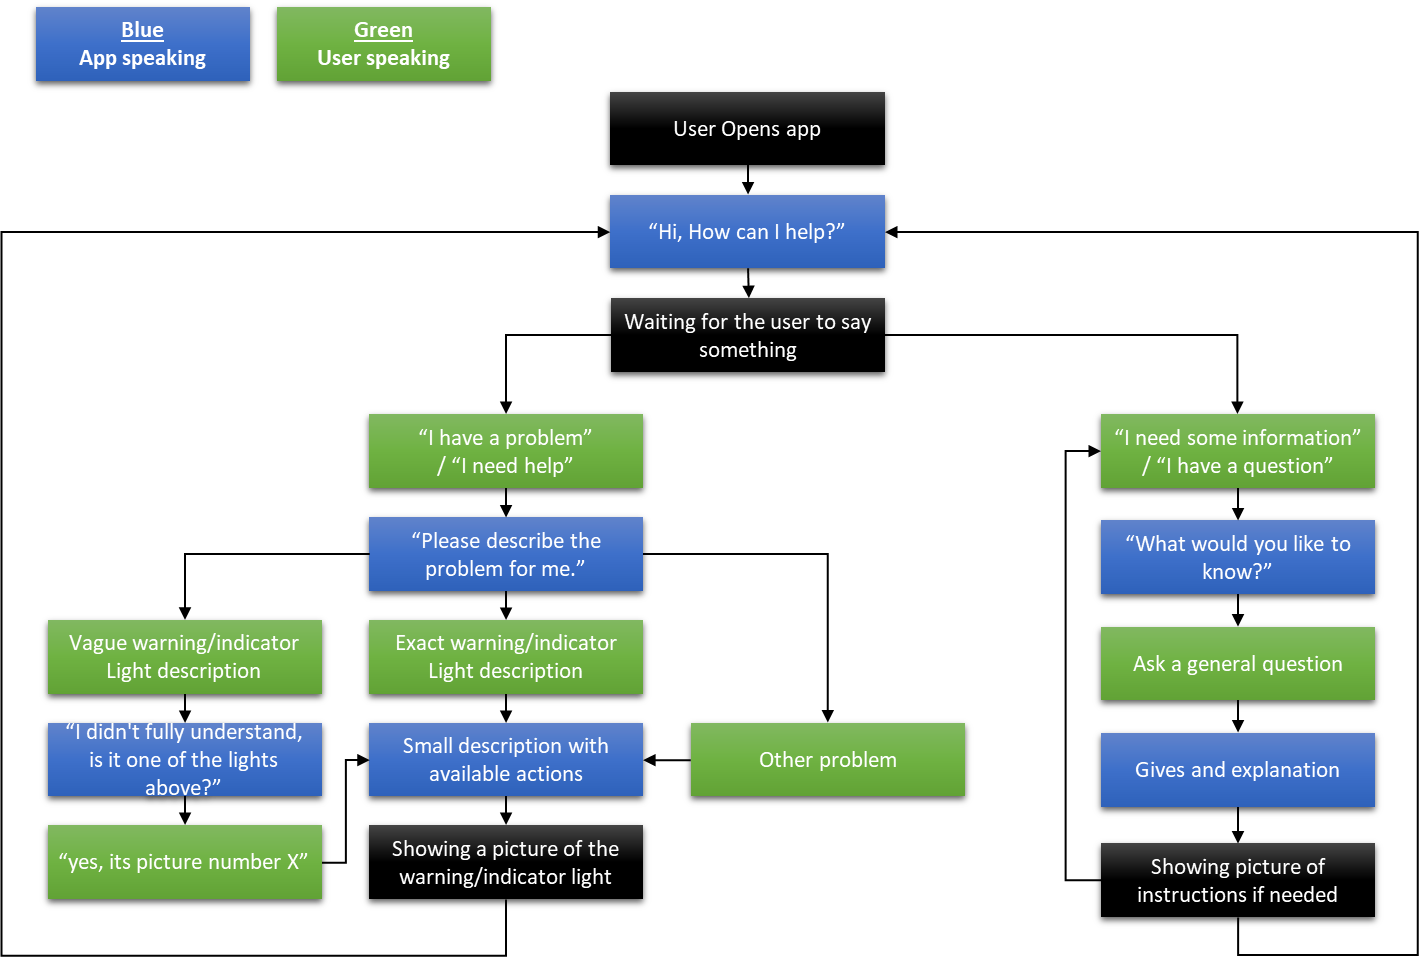 Blue
App speaking
Green
User speaking
User Opens app
“Hi, How can I help?”
Waiting for the user to say
something
“I have a problem”
/ “I need help”
“I need some information”
/ “I have a question”
“Please describe the
problem for me.”
“What would you like to
know?”
Vague warning/indicator
Light description
Exact warning/indicator
Light description
Ask a general question
“I didn't fully understand,
is it one of the lights
above?”
Small description with
available actions
Other problem
Gives and explanation
“yes, its picture number X”
Showing a picture of the
warning/indicator light
Showing picture of
instructions if needed